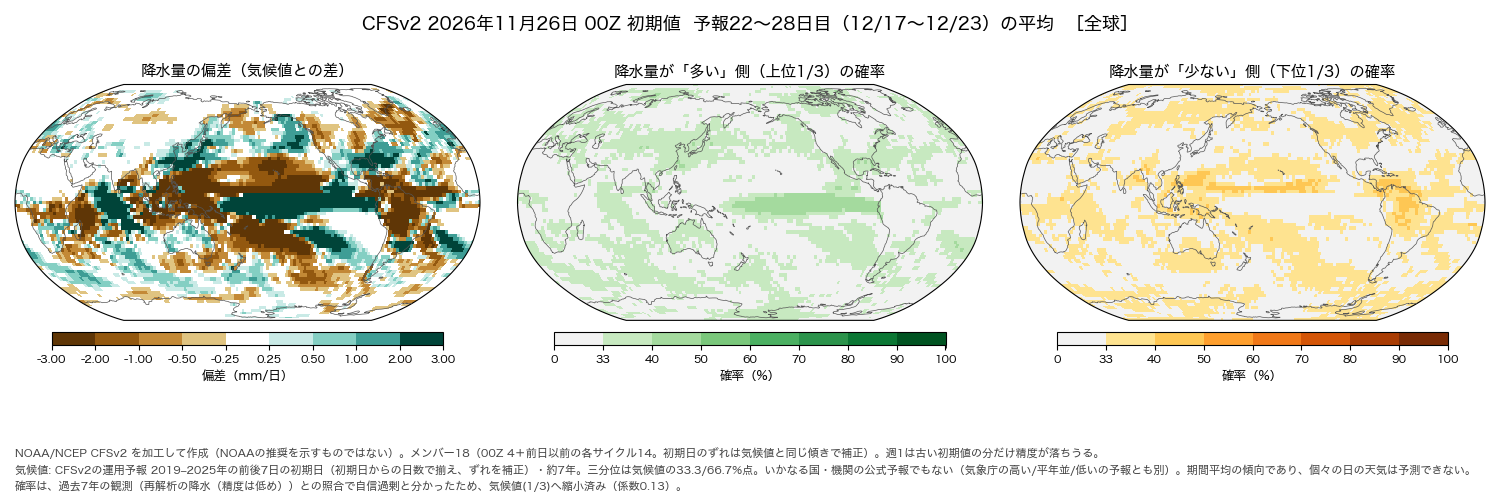 CFSv2 2026年11月26日 00Z 初期値 予報22～28日目（12/17～12/23）の平均 ［全球］
降水量の偏差（気候値との差）
降水量が「多い」側（上位1/3）の確率
降水量が「少ない」側（下位1/3）の確率
-3.00 -2.00 -1.00 -0.50 -0.25 0.25 0.50 1.00 2.00 3.00
偏差（mm/日）
0 33 40 50 60 70 80 90 100
確率（%）
0 33 40 50 60 70 80 90 100
確率（%）
NOAA/NCEP CFSv2 を加工して作成（NOAAの推奨を示すものではない）。メンバー18（00Z 4＋前日以前の各サイクル14。初期日のずれは気候値と同じ傾きで補正）。週1は古い初期値の分だけ精度が落ちうる。
気候値: CFSv2の運用予報 2019–2025年の前後7日の初期日（初期日からの日数で揃え、ずれを補正）・約7年。三分位は気候値の33.3/66.7%点。いかなる国・機関の公式予報でもない（気象庁の高い/平年並/低いの予報とも別）。期間平均の傾向であり、個々の日の天気は予測できない。
確率は、過去7年の観測（再解析の降水（精度は低め））との照合で自信過剰と分かったため、気候値(1/3)へ縮小済み（係数0.13）。